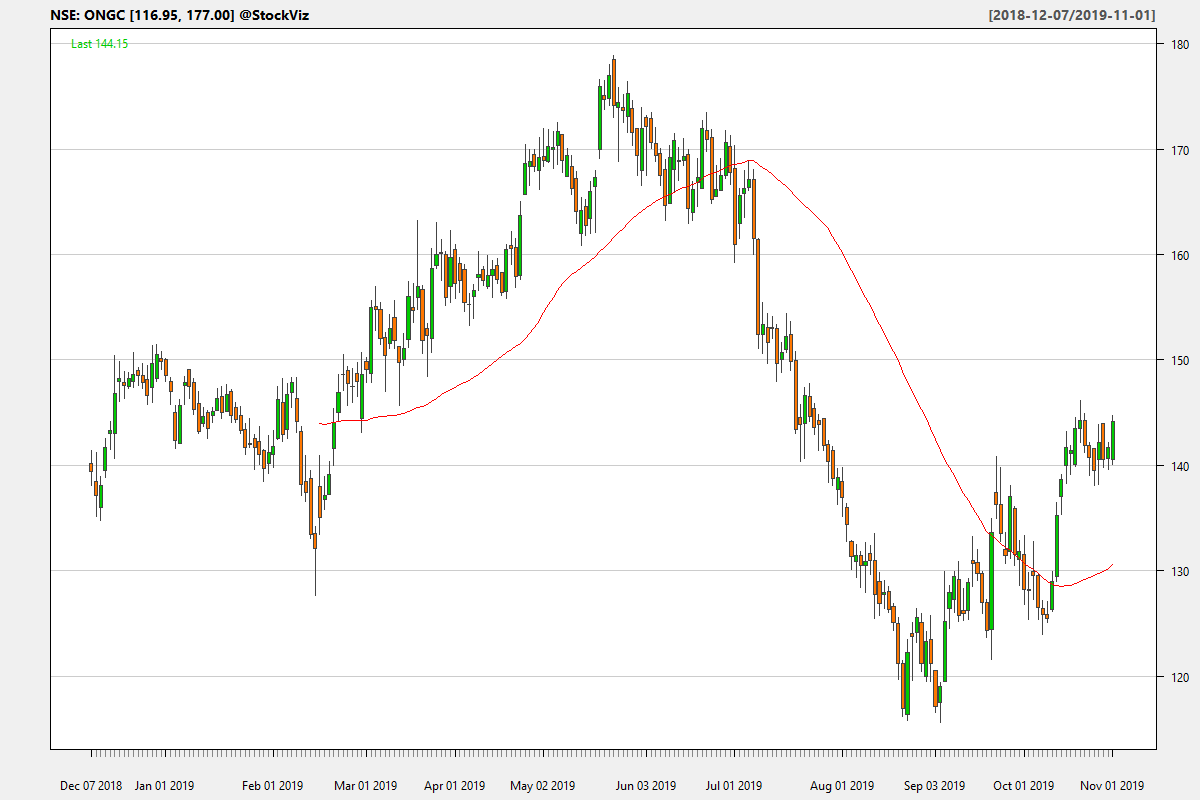 NSE: ONGC [116.95, 177.00] @StockViz [2018-12-07/2019-11-01]
Last 144.15
180
170
160
150
140
130
120
Dec 07 2018 Jan 01 2019 Feb 01 2019 Mar 01 2019 Apr 01 2019 May 02 2019 Jun 03 2019 Jul 01 2019 Aug 01 2019 Sep 03 2019 Oct 01 2019 Nov 01 2019